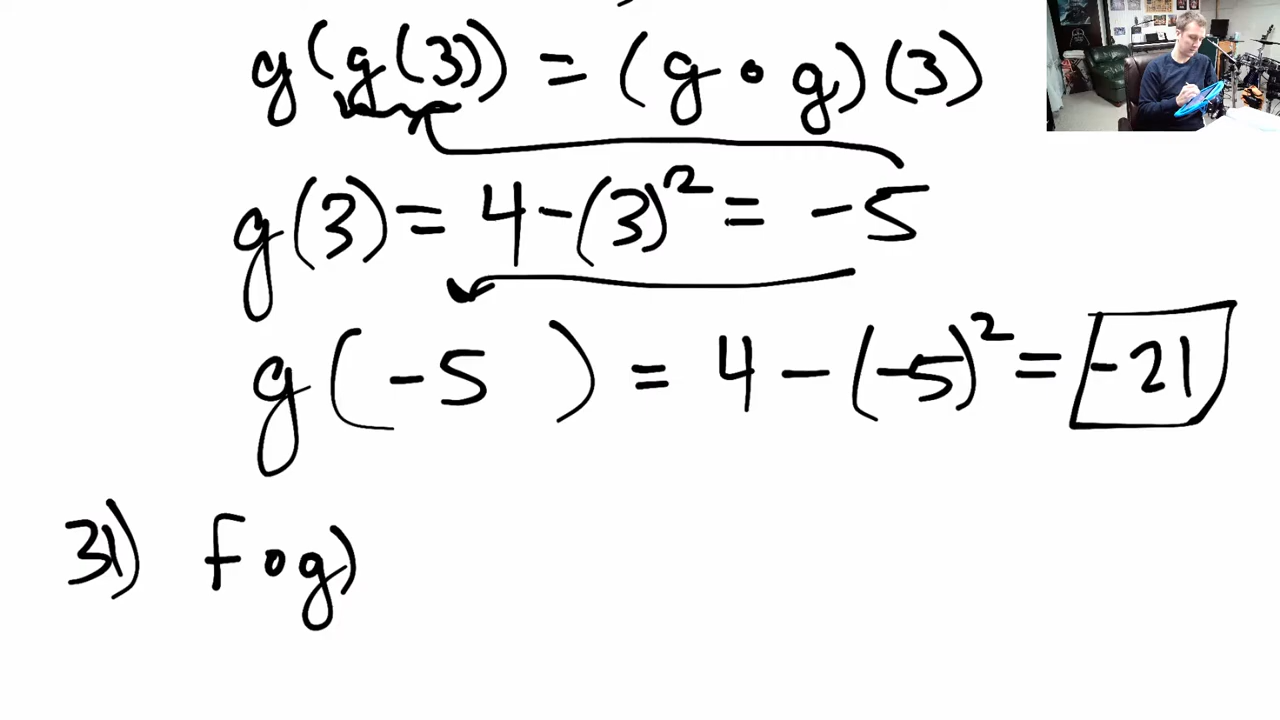 g(g(3)) = (g∘g)(3)
g(3) = 4-(3)² = -5
g(-5) = 4-(-5)² = -21
31) f∘g)